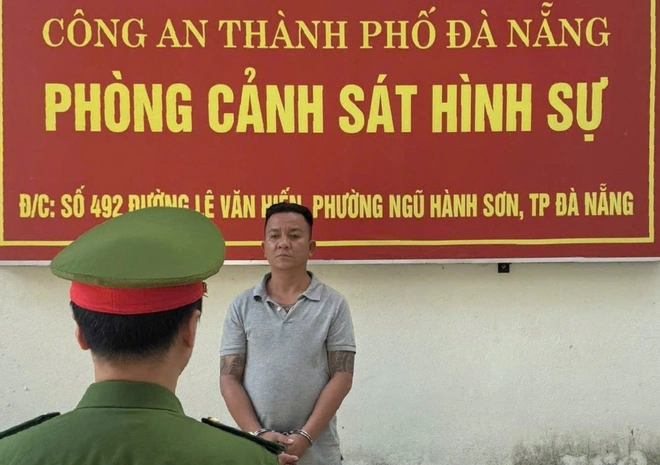 CÔNG AN THÀNH PHỐ ĐÀ NẴNG
PHÒNG CẢNH SÁT HÌNH SỰ
Đ/C: SỐ 492 ĐƯỜNG LÊ VĂN HIẾN, PHƯỜNG NGŨ HÀNH SƠN, TP ĐÀ NẴNG